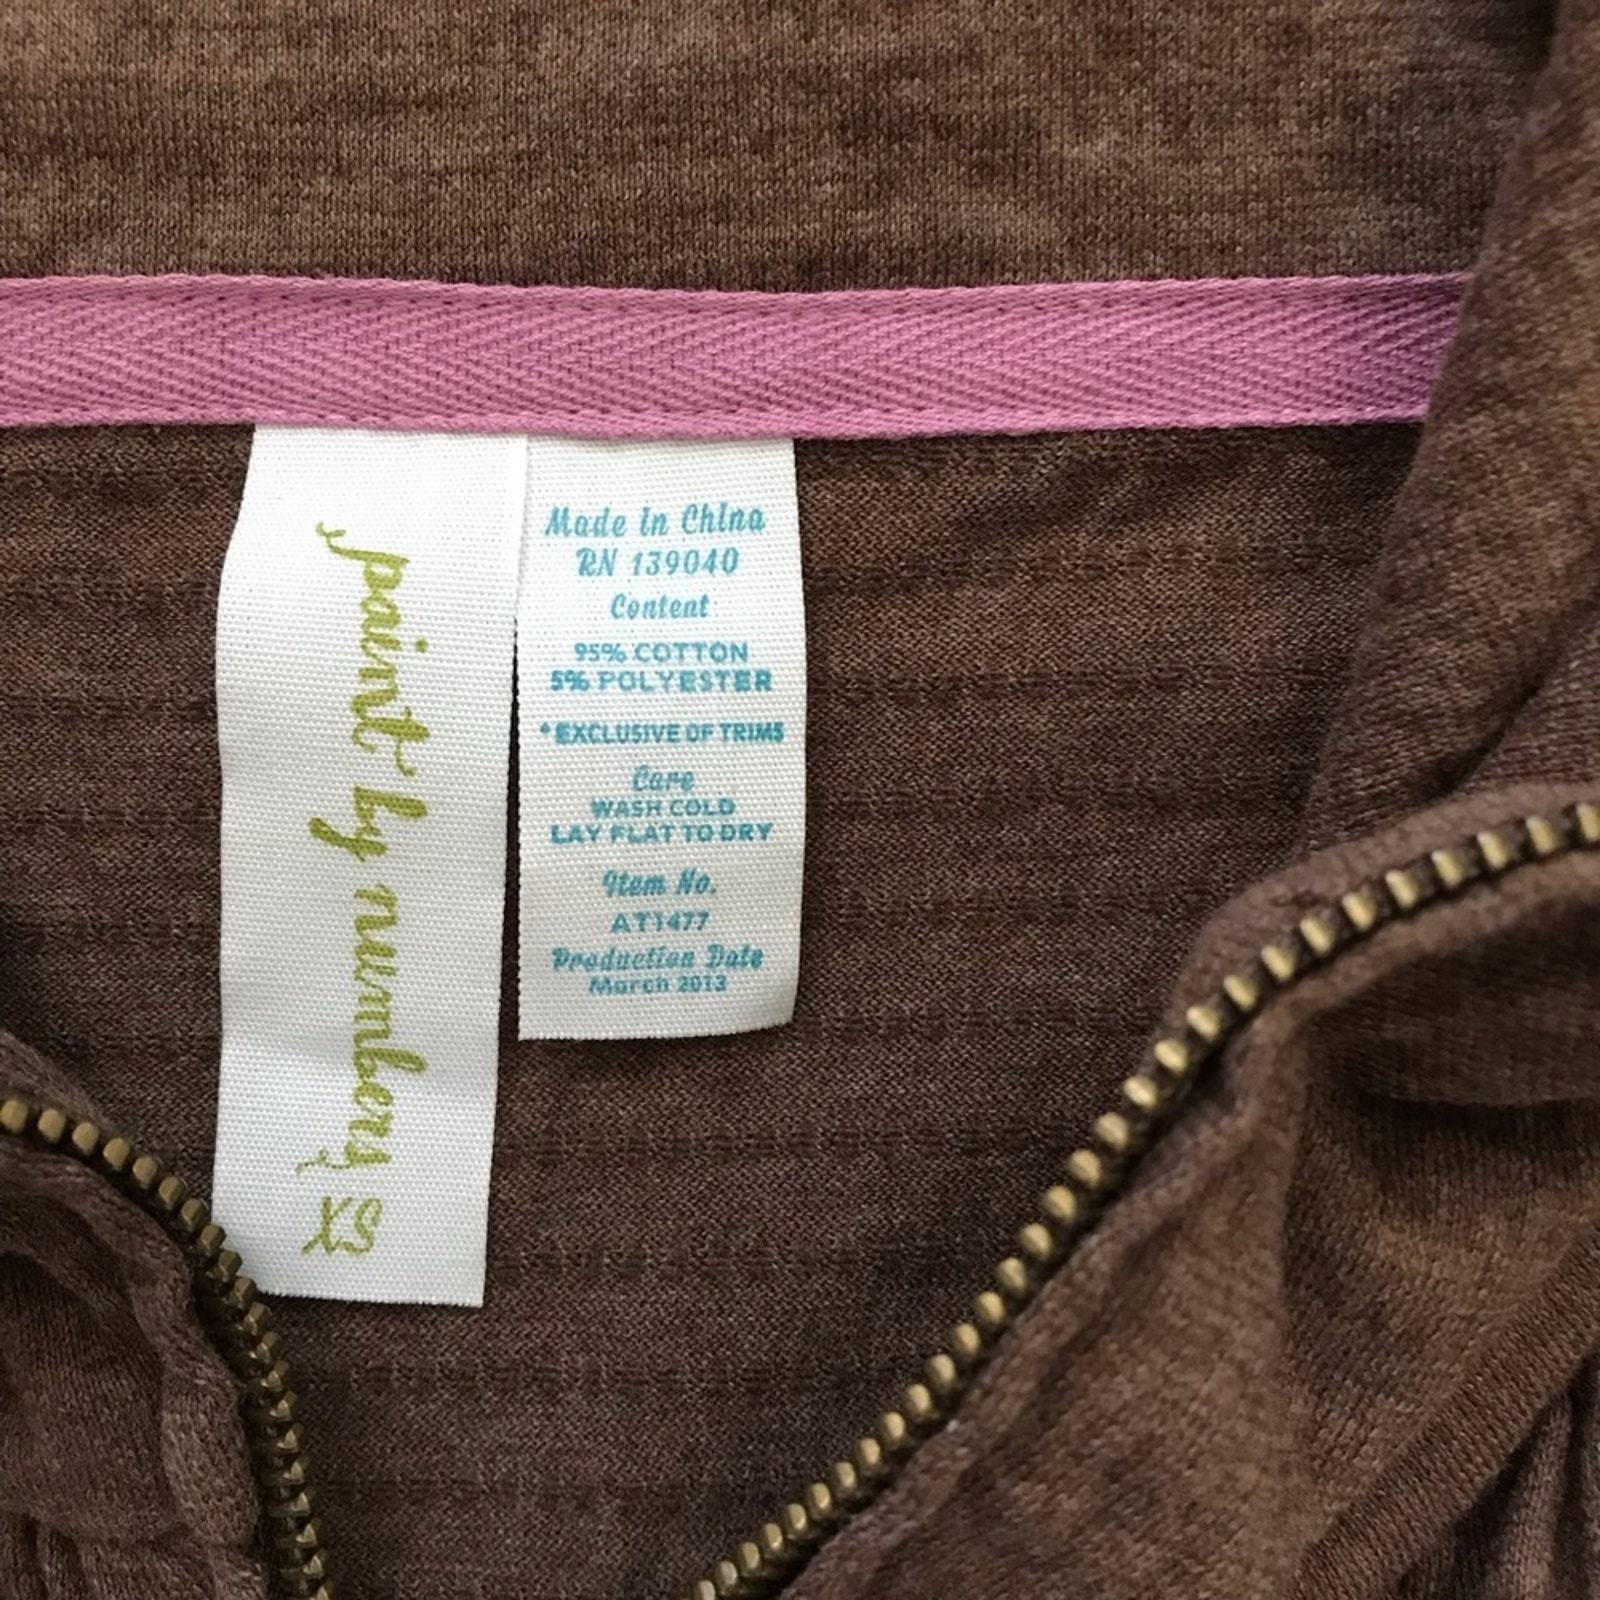 paint by numbers
Made in China
RN 139040
Content
95% COTTON
5% POLYESTER
*EXCLUSIVE OF TRIMS
Care
WASH COLD
LAY FLAT TO DRY
Item No.
AT1477
Production Date
March 2013